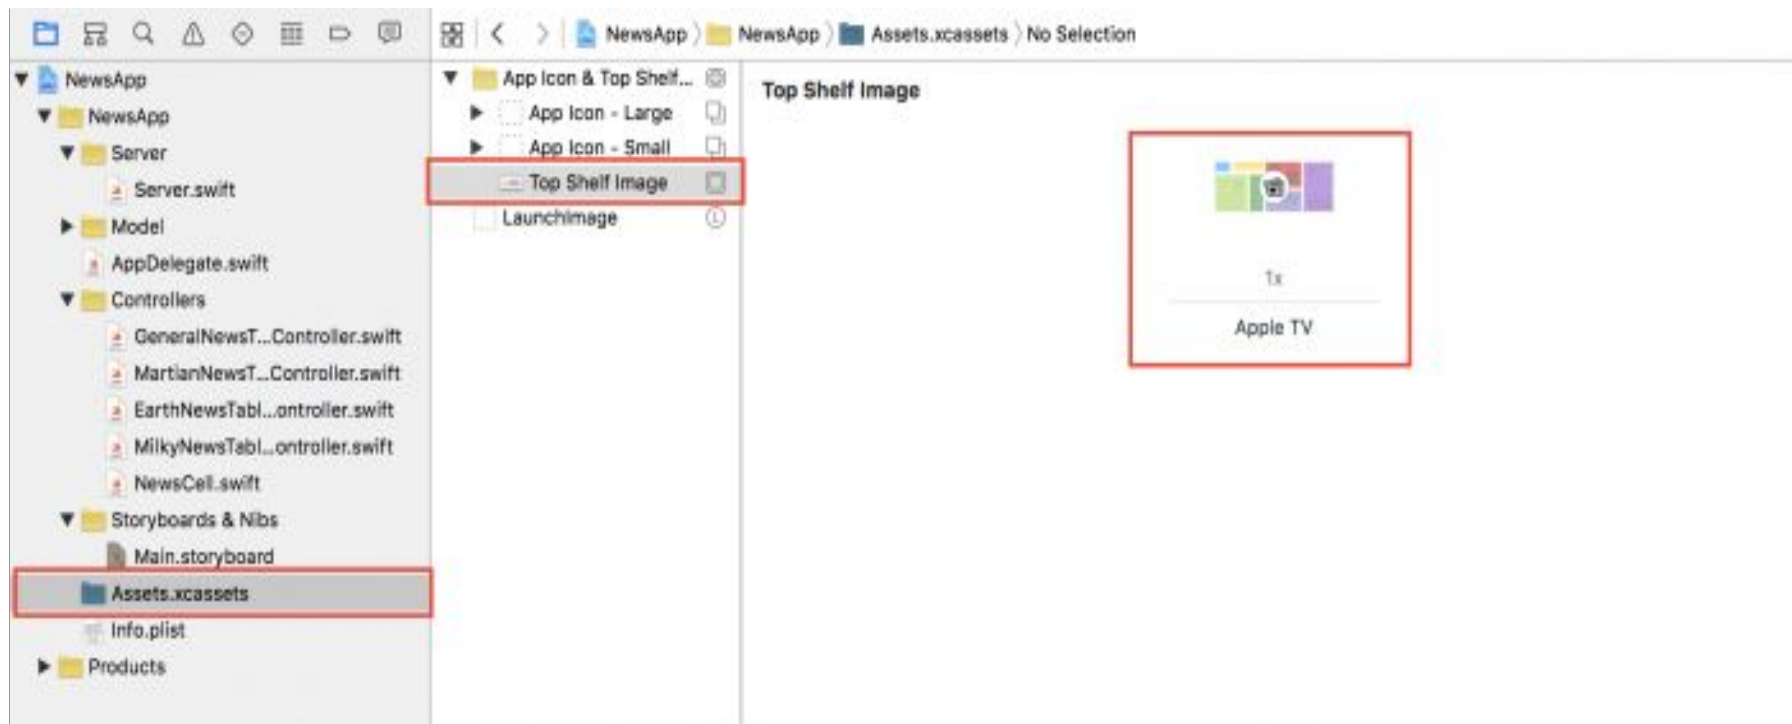 NewsApp NewsApp Assets.xcassets No Selection
NewsApp
NewsApp
Server
Server.swift
Model
AppDelegate.swift
Controllers
GeneralNewsT...Controller.swift
MartianNewsT...Controller.swift
EarthNewsTabl...ontroller.swift
MilkyNewsTabl...ontroller.swift
NewsCell.swift
Storyboards & Nibs
Main.storyboard
Assets.xcassets
Info.plist
Products
App Icon & Top Shelf...
App Icon - Large
App Icon - Small
Top Shelf Image
LaunchImage
L
Top Shelf Image
1x
Apple TV